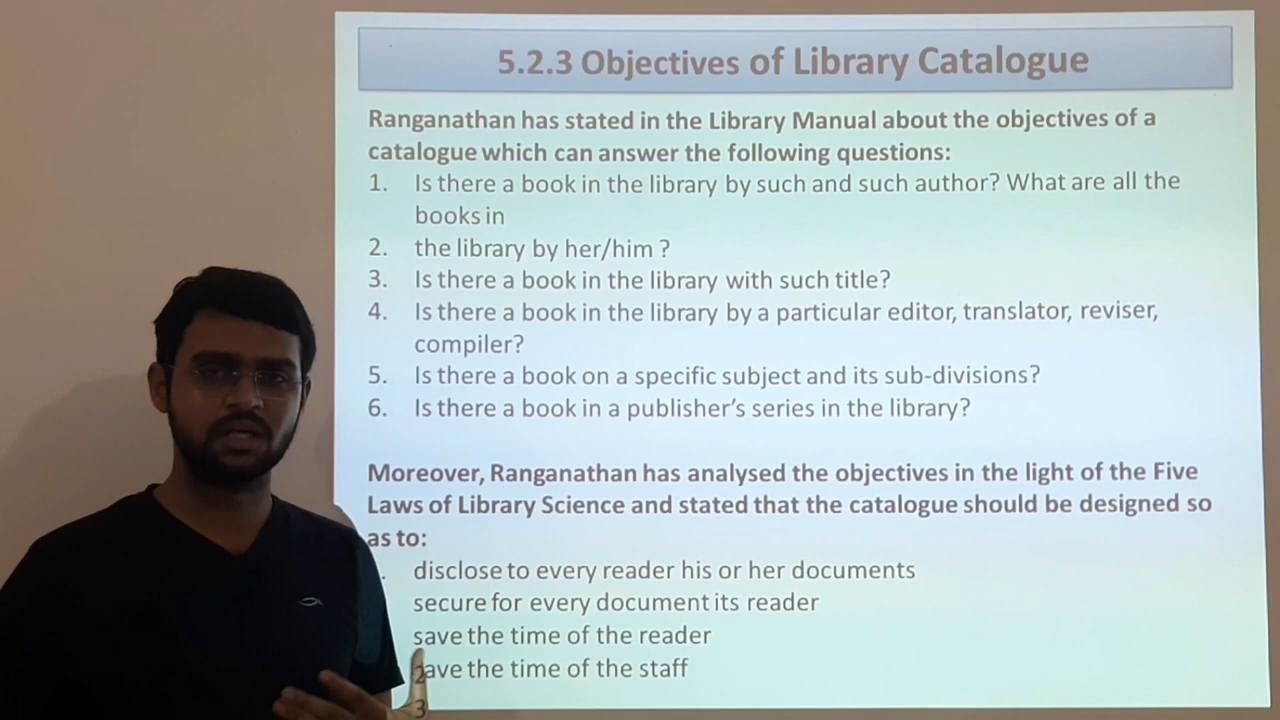 5.2.3 Objectives of Library Catalogue
Ranganathan has stated in the Library Manual about the objectives of a
catalogue which can answer the following questions:
1. Is there a book in the library by such and such author? What are all the
books in
2. the library by her/him ?
3. Is there a book in the library with such title?
4. Is there a book in the library by a particular editor, translator, reviser,
compiler?
5. Is there a book on a specific subject and its sub-divisions?
6. Is there a book in a publisher's series in the library?
Moreover, Ranganathan has analysed the objectives in the light of the Five
Laws of Library Science and stated that the catalogue should be designed so
as to:
. disclose to every reader his or her documents
secure for every document its reader
save the time of the reader
2 ave the time of the staff
3